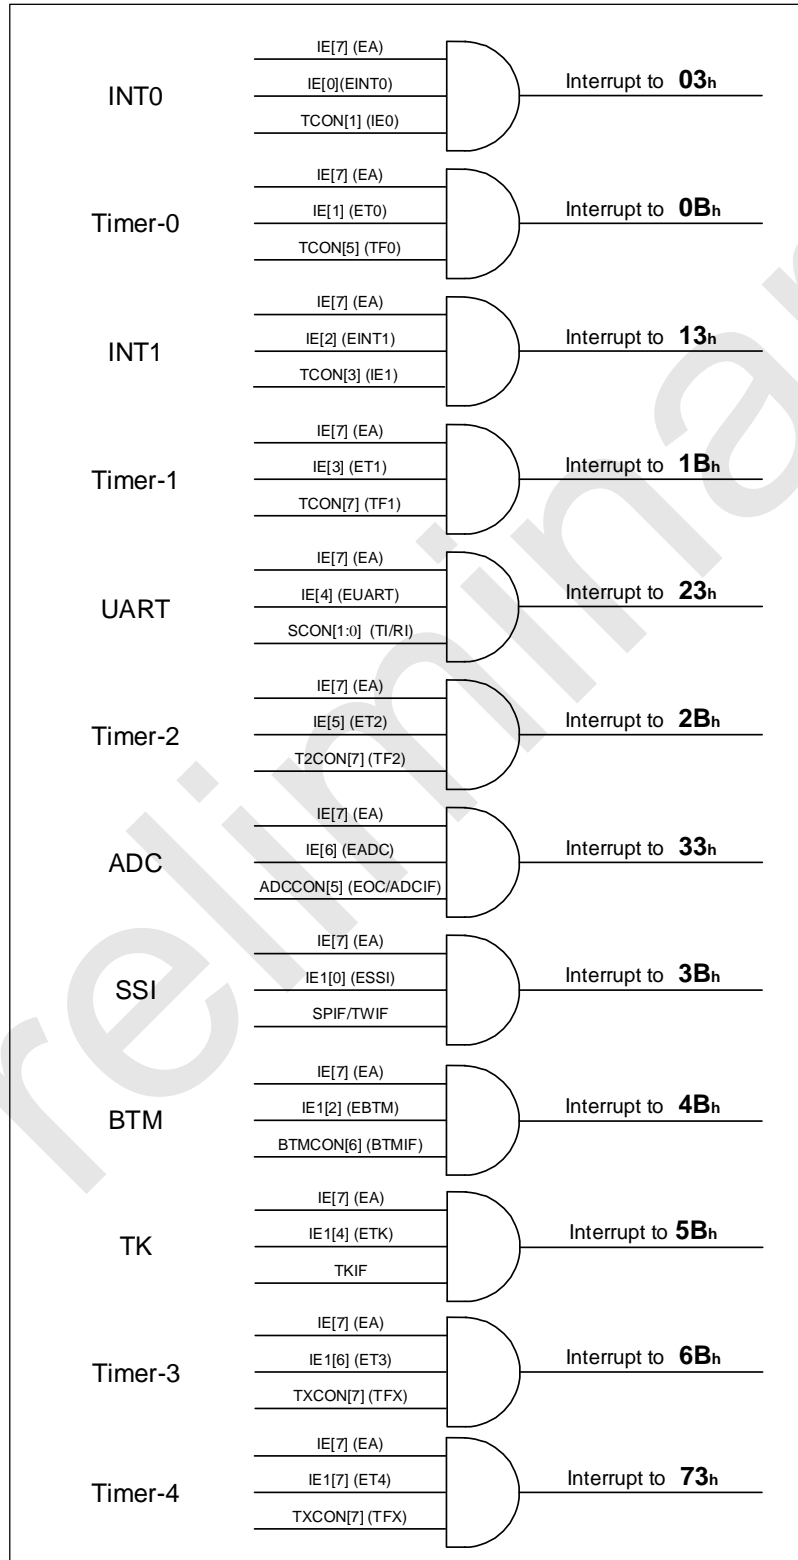 IE[7] (EA)
INT0 IE[0](EINT0) Interrupt to 03h
TCON[1] (IE0)
IE[7] (EA)
Timer-0 IE[1] (ET0) Interrupt to 0Bh
TCON[5] (TF0)
IE[7] (EA)
INT1 IE[2] (EINT1) Interrupt to 13h
TCON[3] (IE1)
IE[7] (EA)
Timer-1 IE[3] (ET1) Interrupt to 1Bh
TCON[7] (TF1)
IE[7] (EA)
UART IE[4] (EUART) Interrupt to 23h
SCON[1:0] (TI/RI)
IE[7] (EA)
Timer-2 IE[5] (ET2) Interrupt to 2Bh
T2CON[7] (TF2)
IE[7] (EA)
ADC IE[6] (EADC) Interrupt to 33h
ADCCON[5] (EOC/ADCIF)
IE[7] (EA)
SSI IE1[0] (ESSI) Interrupt to 3Bh
SPIF/TWIF
IE[7] (EA)
BTM IE1[2] (EBTM) Interrupt to 4Bh
BTMCON[6] (BTMIF)
IE[7] (EA)
TK IE1[4] (ETK) Interrupt to 5Bh
TKIF
IE[7] (EA)
Timer-3 IE1[6] (ET3) Interrupt to 6Bh
TXCON[7] (TFX)
IE[7] (EA)
Timer-4 IE1[7] (ET4) Interrupt to 73h
TXCON[7] (TFX)
relimina